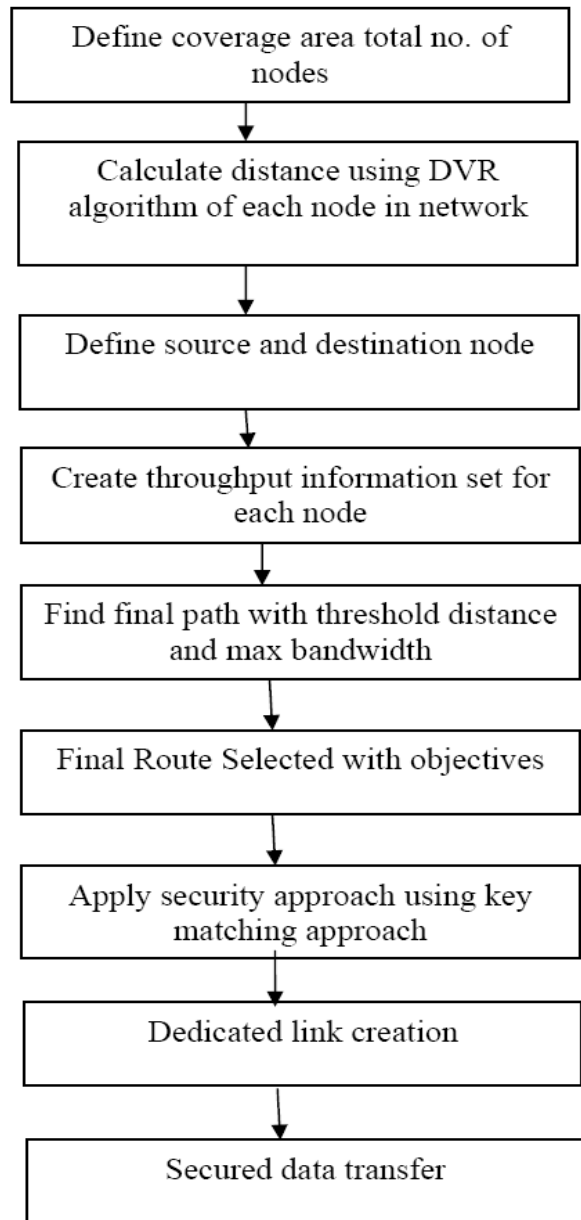 Define coverage area total no. of
nodes
Calculate distance using DVR
algorithm of each node in network
Define source and destination node
Create throughput information set for
each node
Find final path with threshold distance
and max bandwidth
Final Route Selected with objectives
Apply security approach using key
matching approach
Dedicated link creation
Secured data transfer